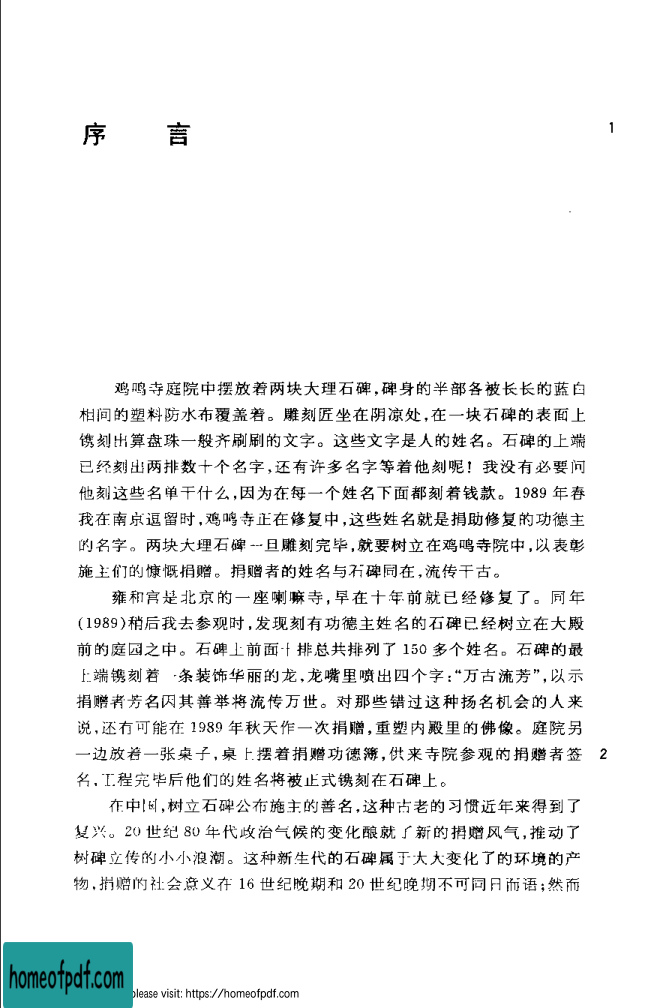 序 言
1
鸡鸣寺庭院中摆放着两块大理石碑,碑身的半部各被长长的蓝白
相间的塑料防水布覆盖着。雕刻匠坐在阴凉处,在一块石碑的表面上
镌刻出算盘珠一般齐刷刷的文字。这些文字是人的姓名。石碑的上端
已经刻出两排数十个名字,还有许多名字等着他刻呢！我没有必要问
他刻这些名单干什么,因为在每一个姓名下面都刻着钱款。1989 年春
我在南京逗留时,鸡鸣寺正在修复中,这些姓名就是捐助修复的功德主
的名字。两块大理石碑一旦雕刻完毕,就要树立在鸡鸣寺院中,以表彰
施主们的慷慨捐赠。捐赠者的姓名与石碑同在,流传千古。
雍和宫是北京的一座喇嘛寺,早在十年前就已经修复了。同年
(1989)稍后我去参观时,发现刻有功德主姓名的石碑已经树立在大殿
前的庭园之中。石碑上前面十排总共排列了 150 多个姓名。石碑的最
上端镌刻着一条装饰华丽的龙,龙嘴里喷出四个字:“万古流芳”,以示
捐赠者芳名因其善举将流传万世。对那些错过这种扬名机会的人来
说,还有可能在 1989 年秋天作一次捐赠,重塑内殿里的佛像。庭院另
一边放着一张桌子,桌上摆着捐赠功德簿,供来寺院参观的捐赠者签 2
名,工程完毕后他们的姓名将被正式镌刻在石碑上。
在中国,树立石碑公布施主的善名,这种古老的习惯近年来得到了
复兴。20 世纪 80 年代政治气候的变化酿就了新的捐赠风气,推动了
树碑立传的小小浪潮。这种新生代的石碑属于大大变化了的环境的产
物,捐赠的社会意义在 16 世纪晚期和 20 世纪晚期不可同日而语;然而
homeofpdf.com
please visit: https://homeofpdf.com